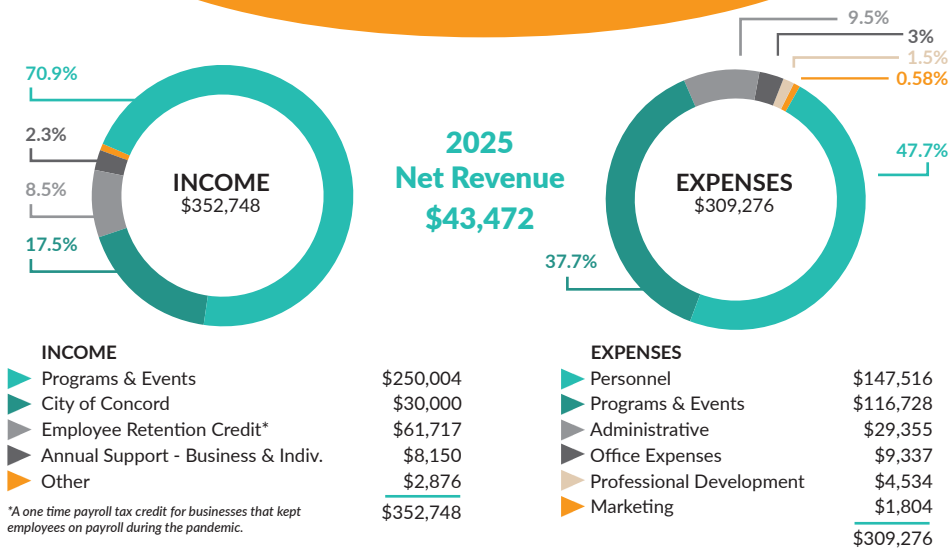 70.9%
2.3%
8.5%
17.5%
INCOME
$352,748
2025
Net Revenue
$43,472
9.5%
3%
1.5%
0.58%
47.7%
37.7%
EXPENSES
$309,276
INCOME
Programs & Events $250,004
City of Concord $30,000
Employee Retention Credit* $61,717
Annual Support - Business & Indiv. $8,150
Other $2,876
$352,748
*A one time payroll tax credit for businesses that kept
employees on payroll during the pandemic.
EXPENSES
Personnel $147,516
Programs & Events $116,728
Administrative $29,355
Office Expenses $9,337
Professional Development $4,534
Marketing $1,804
$309,276